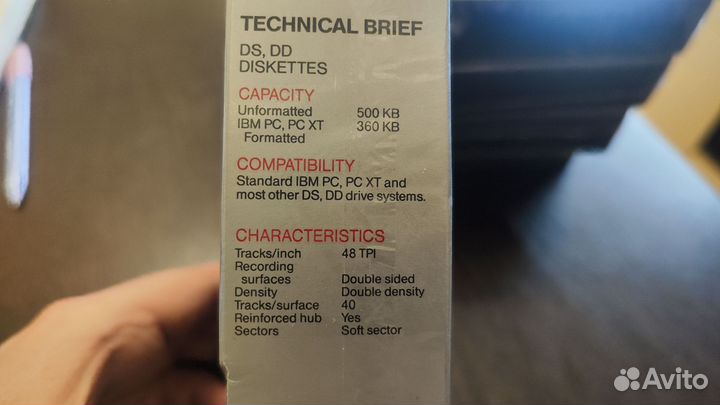 TECHNICAL BRIEF
DS, DD
DISKETTES
CAPACITY
Unformatted 500 KB
IBM PC, PC XT 360 KB
Formatted
COMPATIBILITY
Standard IBM PC, PC XT and
most other DS, DD drive systems.
CHARACTERISTICS
Tracks/inch 48 TPI
Recording
surfaces Double sided
Density Double density
Tracks/surface 40
Reinforced hub Yes
Sectors Soft sector
Avito